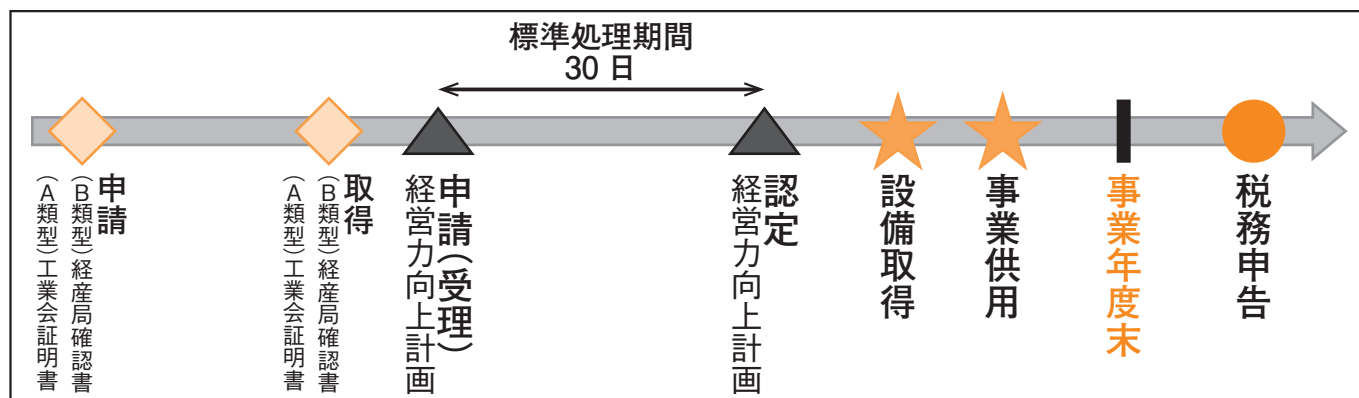 標準処理期間
30 日
申請
（B類型）経産局確認書
（A類型）工業会証明書
取得
（B類型）経産局確認書
（A類型）工業会証明書
申請（受理）
経営力向上計画
認定
経営力向上計画
設備取得
事業供用
事業年度末
税務申告